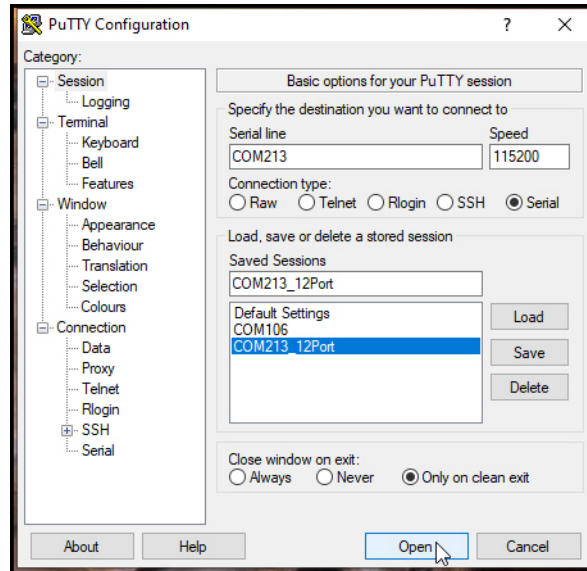 PuTTY Configuration
?
Category:
Session
Logging
Terminal
Keyboard
Bell
Features
Window
Appearance
Behaviour
Translation
Selection
Colours
Connection
Data
Proxy
Telnet
Rlogin
SSH
Serial
Basic options for your PuTTY session
Specify the destination you want to connect to
Serial line Speed
COM213 115200
Connection type:
Raw Telnet Rlogin SSH Serial
Load, save or delete a stored session
Saved Sessions
COM213_12Port
Default Settings
COM106
COM213_12Port
Load
Save
Delete
Close window on exit:
Always Never Only on clean exit
About Help Open Cancel